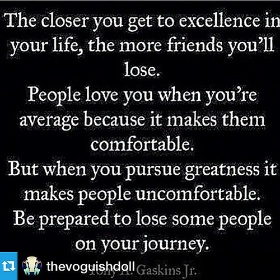 The closer you get to excellence in
your life, the more friends you'll
lose.
People love you when you're
average because it makes them
comfortable.
But when you pursue greatness it
makes people uncomfortable.
Be prepared to lose some people
on your journey.
thevoguishdoll
Tony A. Gaskins Jr.